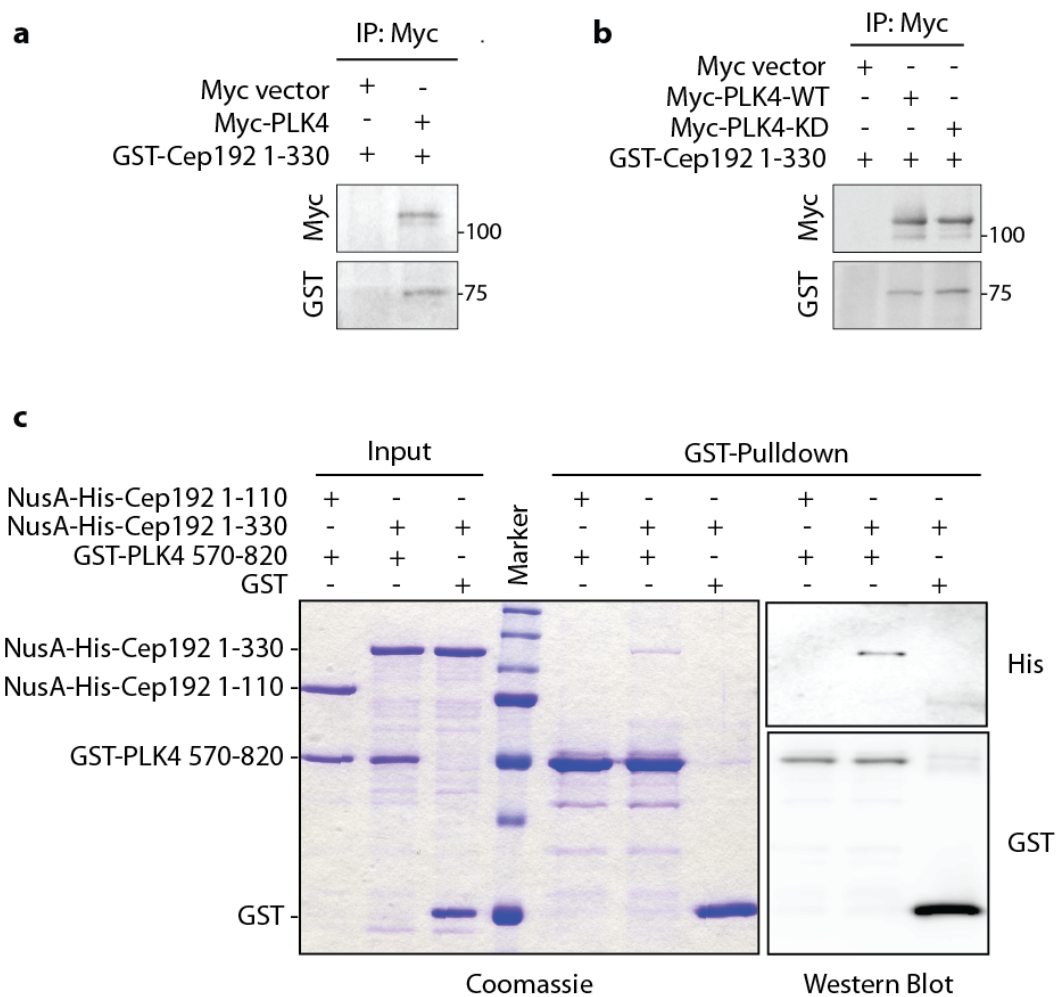 a
IP: Myc
Myc vector + -
Myc-PLK4 - +
GST-Cep192 1-330 + +
Myc
-100
GST
-75
b
IP: Myc
Myc vector + - -
Myc-PLK4-WT - + -
Myc-PLK4-KD - - +
GST-Cep192 1-330 + + +
Myc
-100
GST
-75
c
Input
GST-Pulldown
NusA-His-Cep192 1-110 + - - + - - + - -
NusA-His-Cep192 1-330 - + + - + + - + +
GST-PLK4 570-820 + + - + + - + + -
GST - - + - - + - - +
Marker
NusA-His-Cep192 1-330 -
NusA-His-Cep192 1-110 -
GST-PLK4 570-820 -
GST -
His
GST
Coomassie
Western Blot